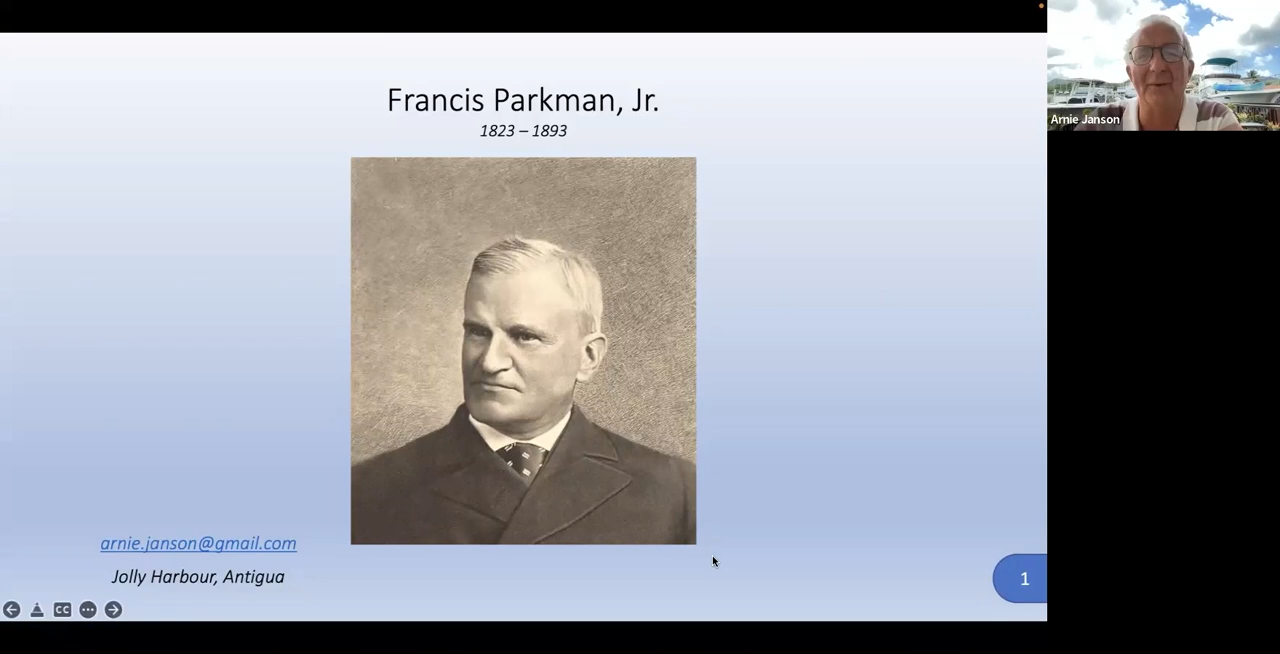 Francis Parkman, Jr.
1823 – 1893
arnie.janson@gmail.com
Jolly Harbour, Antigua
1
CC
Arnie Janson